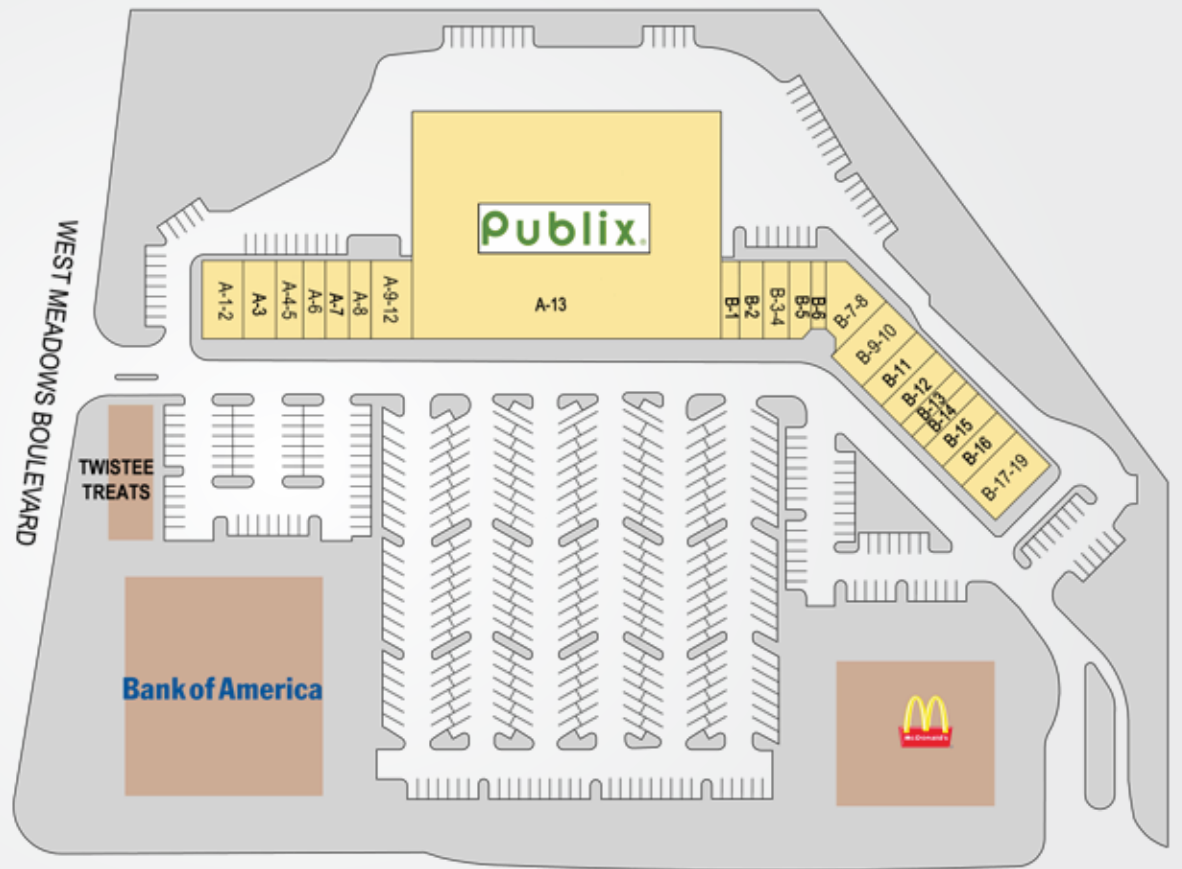 Publix.
WEST MEADOWS BOULEVARD
A-1-2
A-3
A-4-5
A-6
A-7
A-8
A-9-12
A-13
B-1
B-2
B-3-4
B-5
B-6
B-7-8
B-9-10
B-11
B-12
B-13
B-14
B-15
B-16
B-17-19
TWISTEE
TREATS
Bank of America
McDonald's